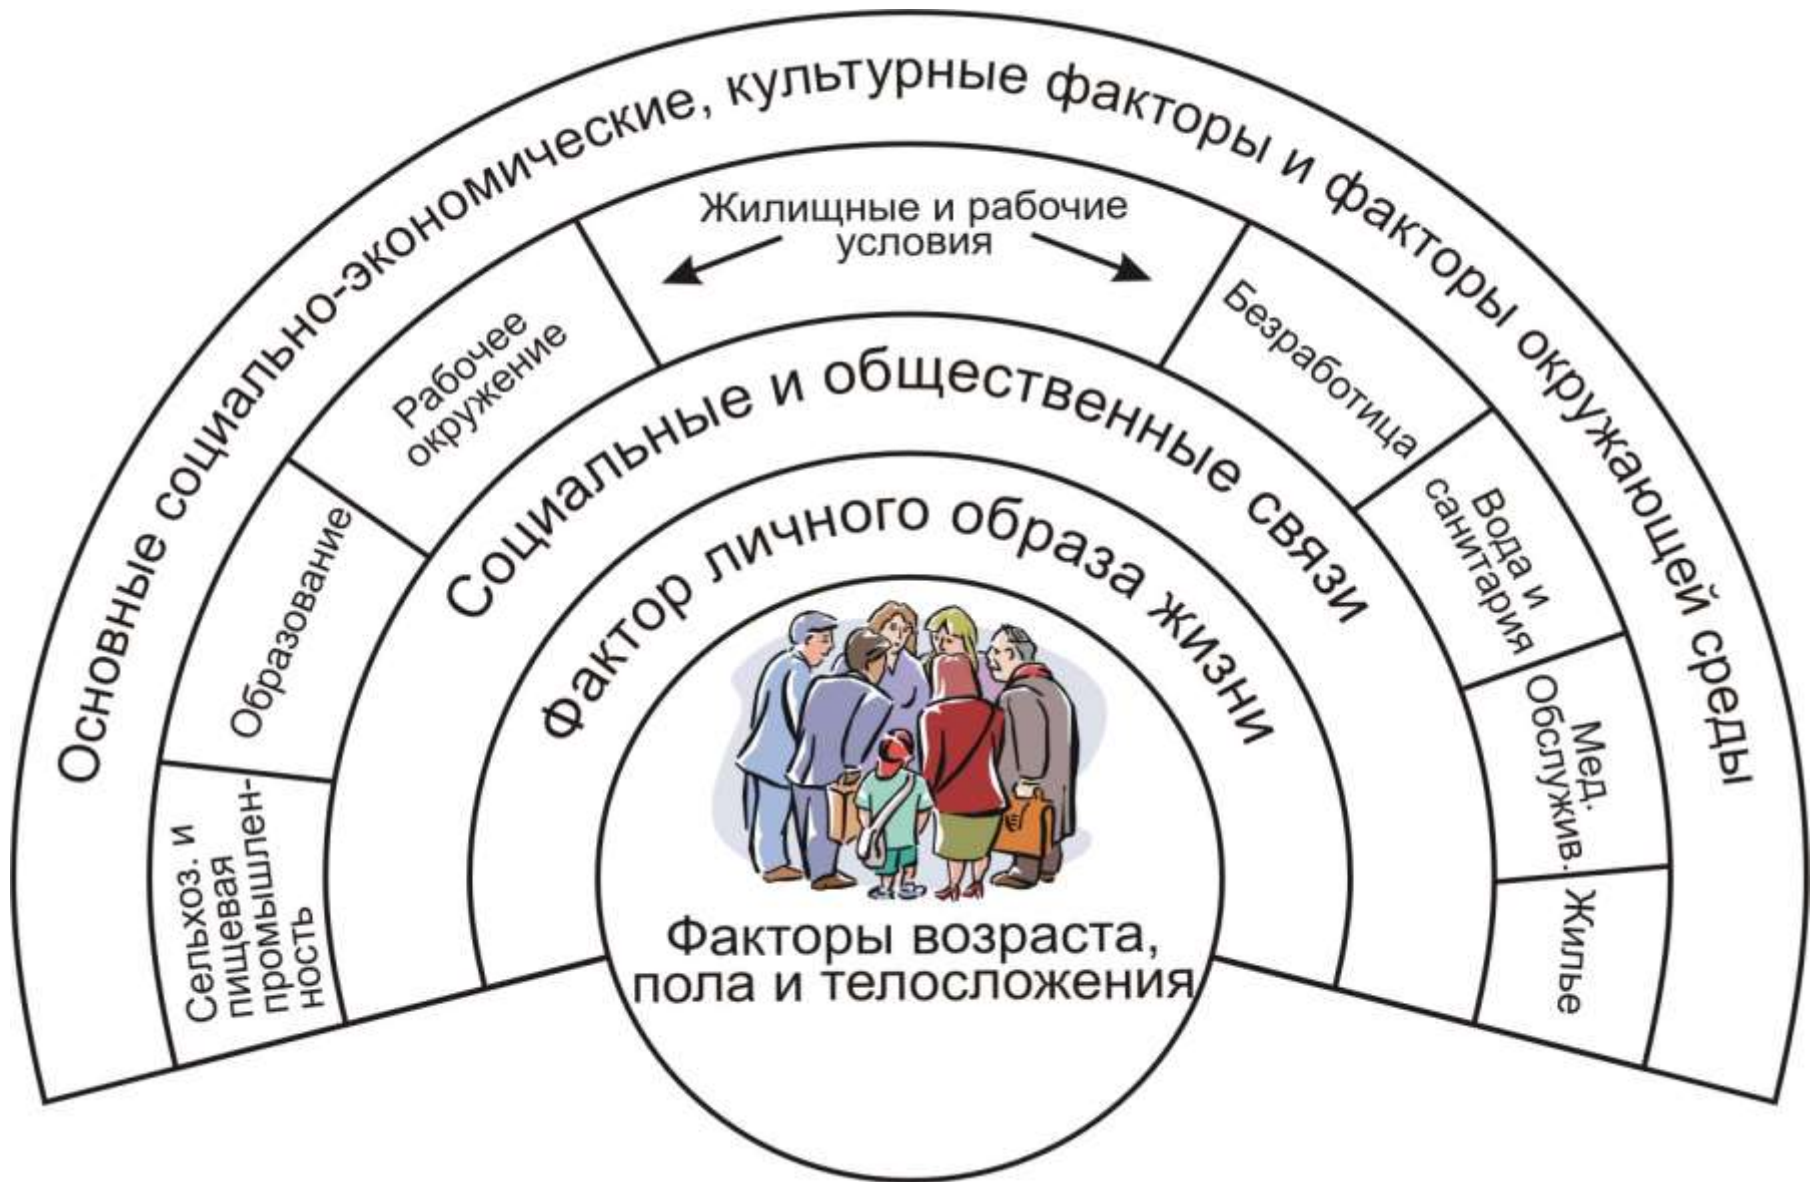 Основные социально-экономические, культурные факторы и факторы окружающей среды
Жилищные и рабочие
условия
Сельхоз. и
пищевая
промышлен-
ность
Образование
Рабочее
окружение
Безработица
Вода и
санитария
Мед.
Обслужив.
Жилье
Социальные и общественные связи
Фактор личного образа жизни
Факторы возраста,
пола и телосложения